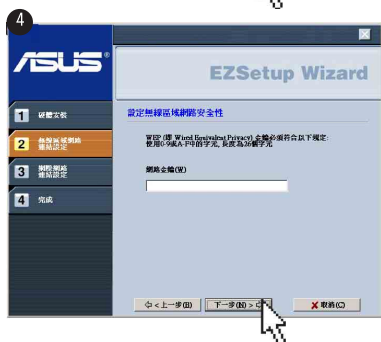 4
ASUS®
EZSetup Wizard
1 硬體安裝
2 無線區域網路
連結設定
3 網際網路
連結設定
4 完成
設定無線區域網路安全性
WEP (即 Wired Equivalent Privacy) 金鑰必須符合以下規定:
使用0-9或A-F中的字元, 長度為26個字元
網路金鑰(W)
<上一步(B)
下一步(N)>
取消(C)